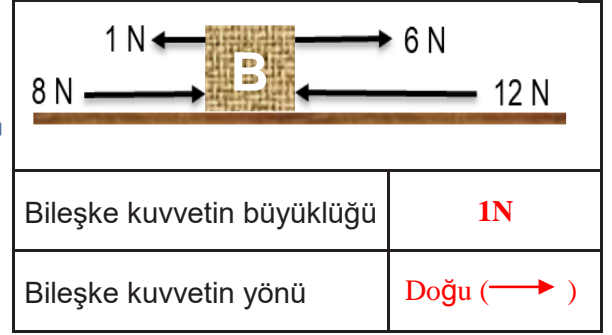 1 N 6 N
B
8 N 12 N
Bileşke kuvvetin büyüklüğü 1N
Bileşke kuvvetin yönü Doğu ( )